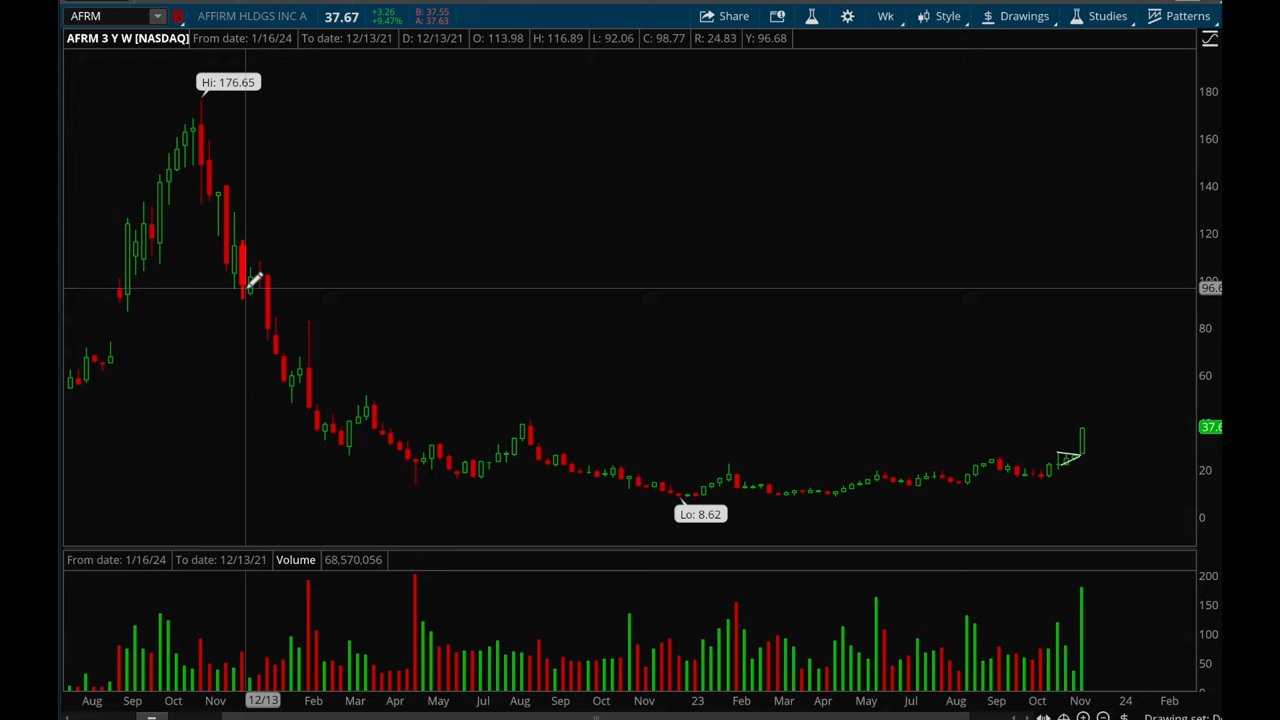 AFRM AFFIRM HLDGS INC A 37.67 +3.26 +9.47% B: 37.55 A: 37.63 Share Wk Style $ Drawings Studies Patterns
AFRM 3 Y W [NASDAQ] From date: 1/16/24 To date: 12/13/21 D: 12/13/21 O: 113.98 H: 116.89 L: 92.06 C: 98.77 R: 24.83 Y: 96.68
Hi: 176.65
180
160
140
120
100
96.6
80
60
37.6
20
Lo: 8.62
0
From date: 1/16/24 To date: 12/13/21 Volume 68,570,056
200
150
100
50
Aug Sep Oct Nov 12/13 Feb Mar Apr May Jul Aug Sep Oct Nov 23 Feb Mar Apr May Jul Aug Sep Oct Nov 24 Feb
$ Drawing set: D